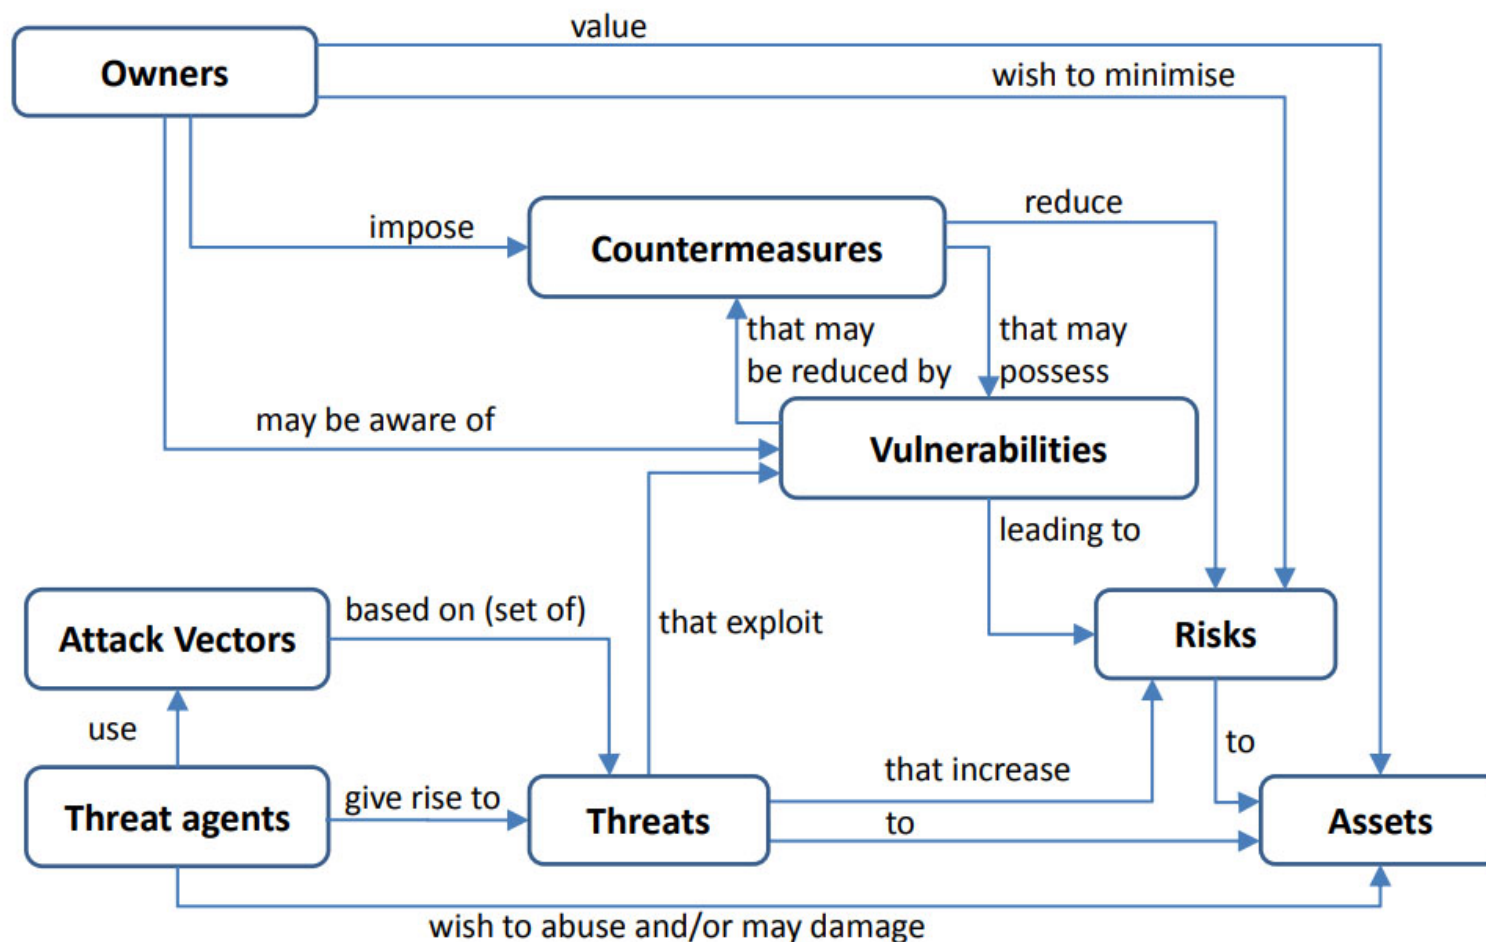 value
Owners
wish to minimise
reduce
impose
Countermeasures
that may
be reduced by
that may
possess
may be aware of
Vulnerabilities
leading to
based on (set of)
Attack Vectors
that exploit
Risks
use
to
that increase
Threat agents
give rise to
Threats
to
Assets
wish to abuse and/or may damage